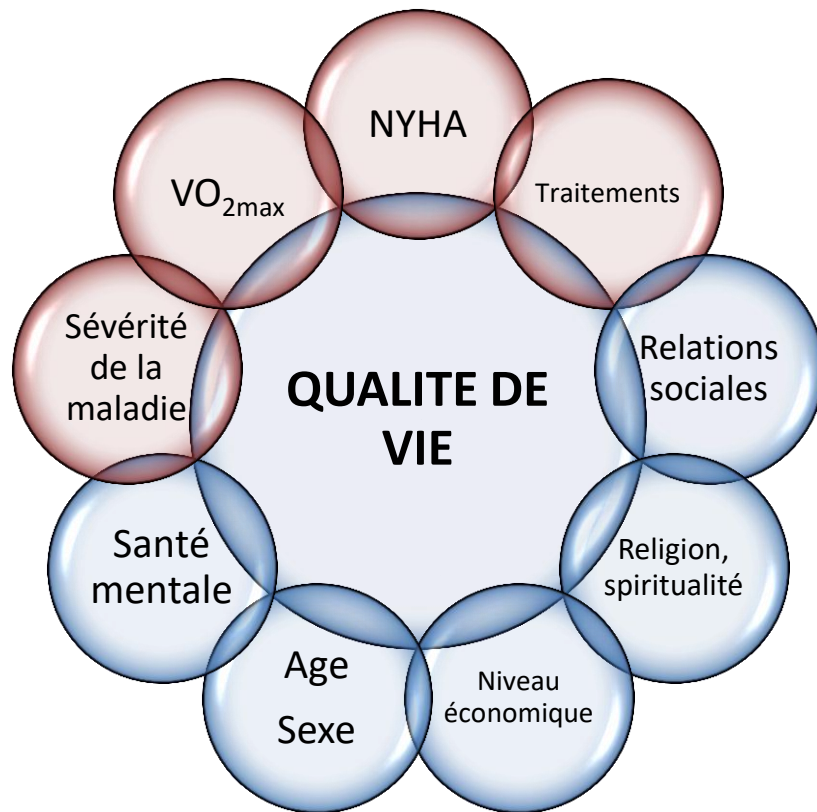 NYHA
Traitements
Relations
sociales
Religion,
spiritualité
Niveau
économique
Age
Sexe
Santé
mentale
Sévérité
de la
maladie
VO2max
QUALITE DE
VIE